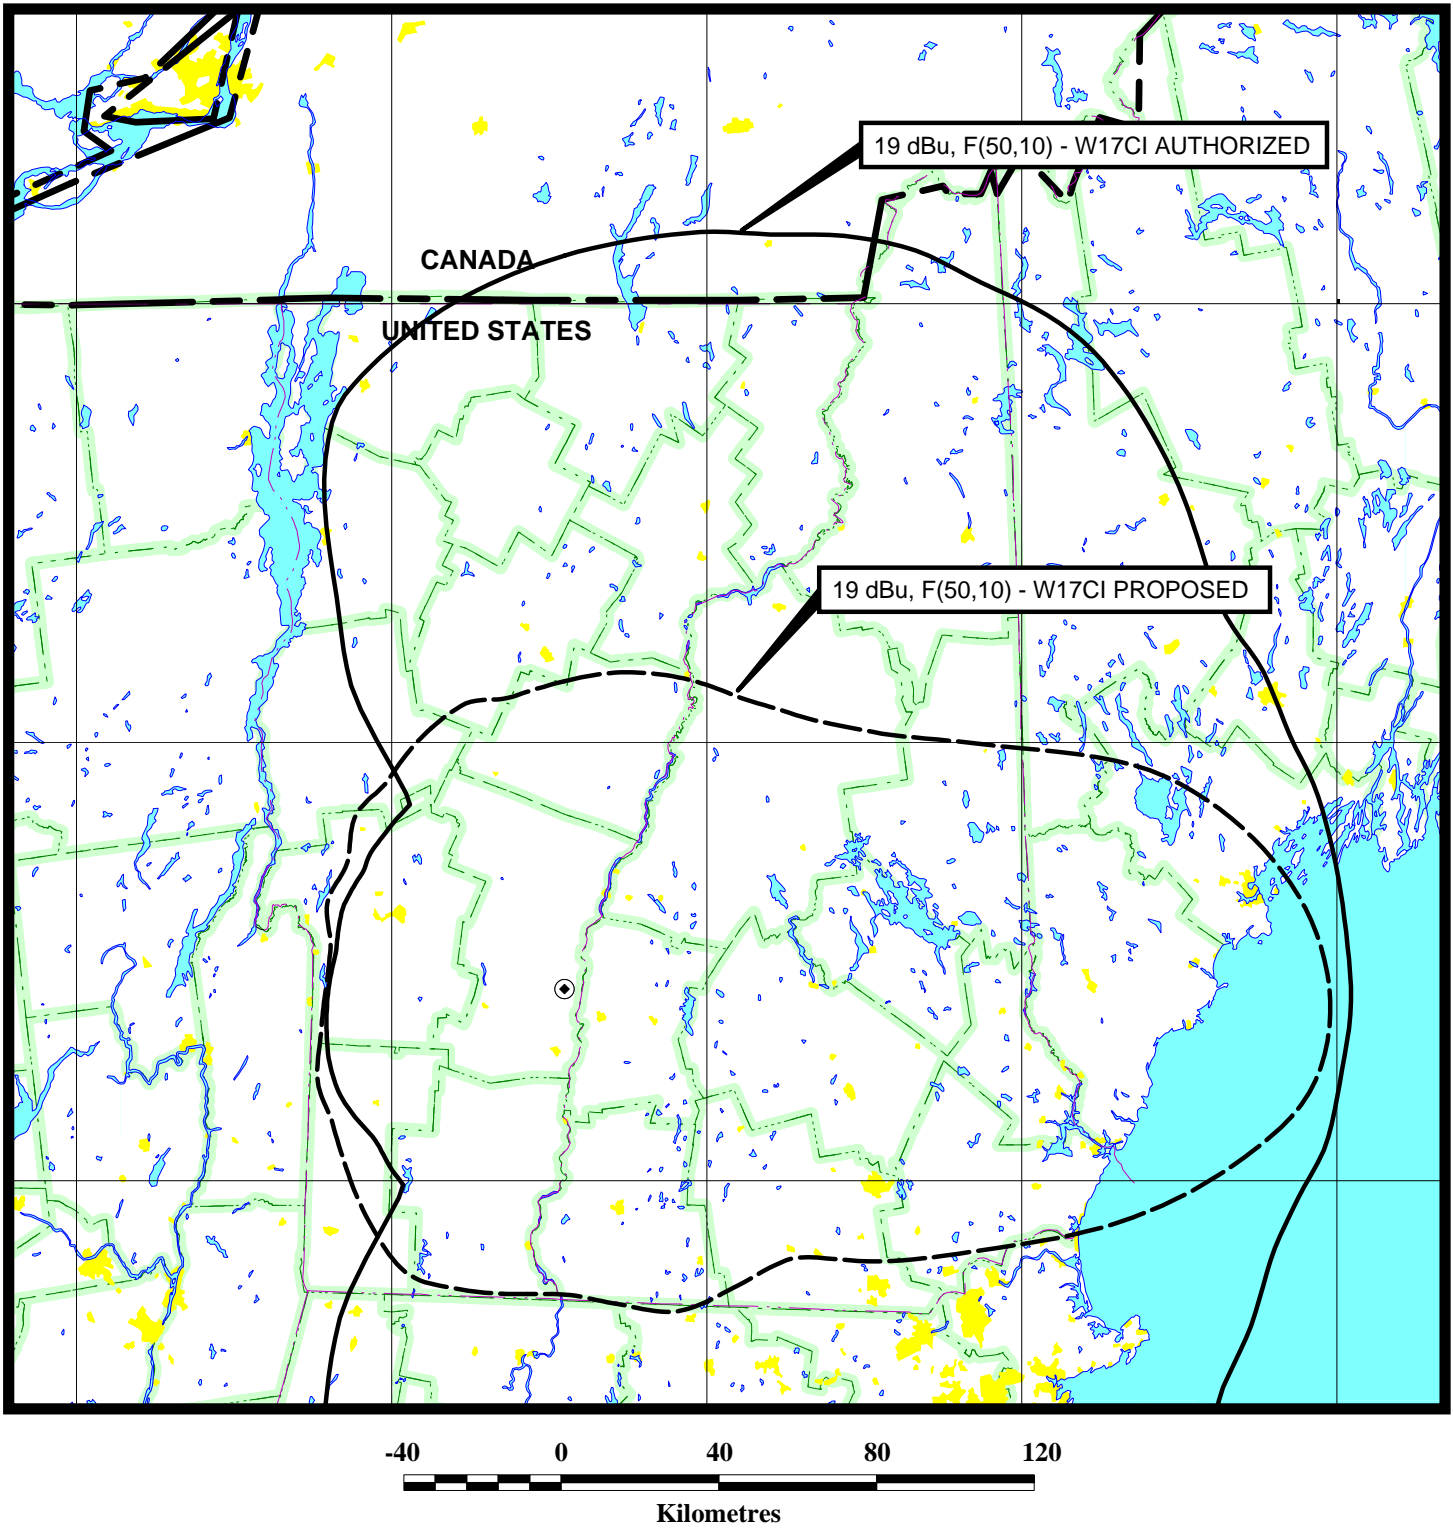 19 dBu, F(50,10) - W17CI AUTHORIZED
CANADA
UNITED STATES
19 dBu, F(50,10) - W17CI PROPOSED
-40 0 40 80 120
Kilometres